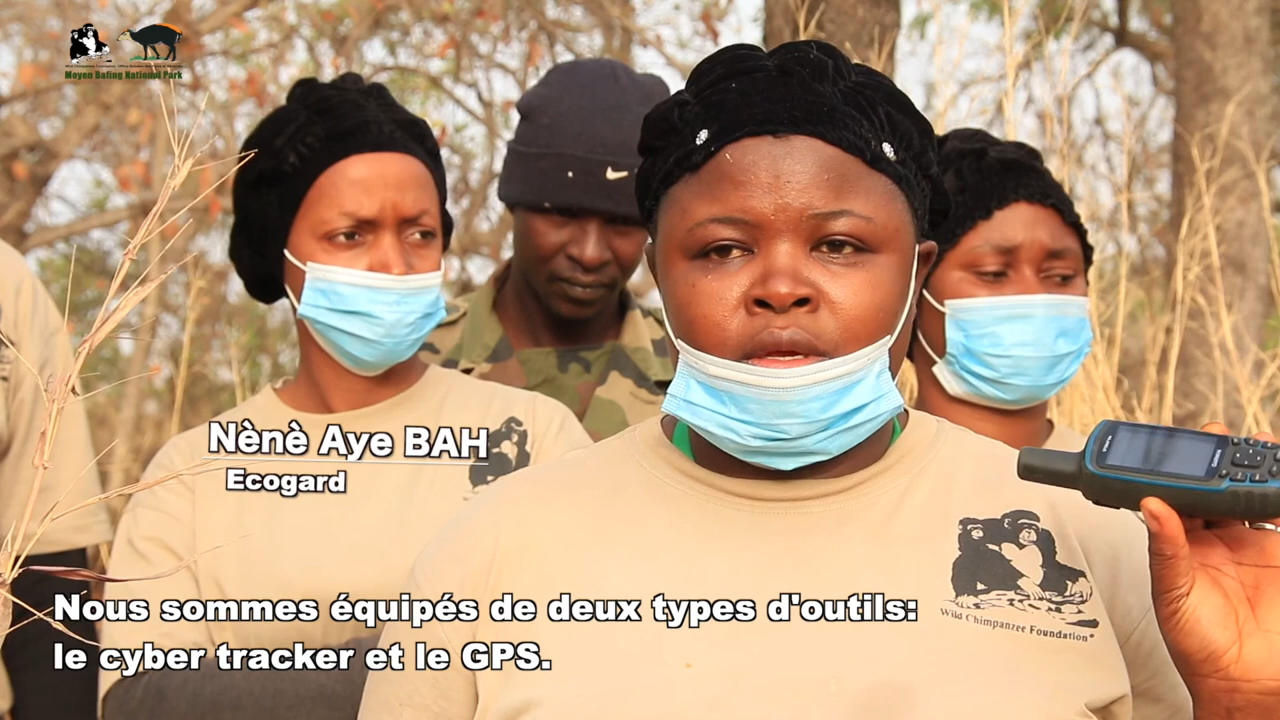 Moyen Bafing National Park
Nènè Aye BAH
Ecogard
Wild Chimpanzee Foundation®
Nous sommes équipés de deux types d'outils:
le cyber tracker et le GPS.
GARMIN